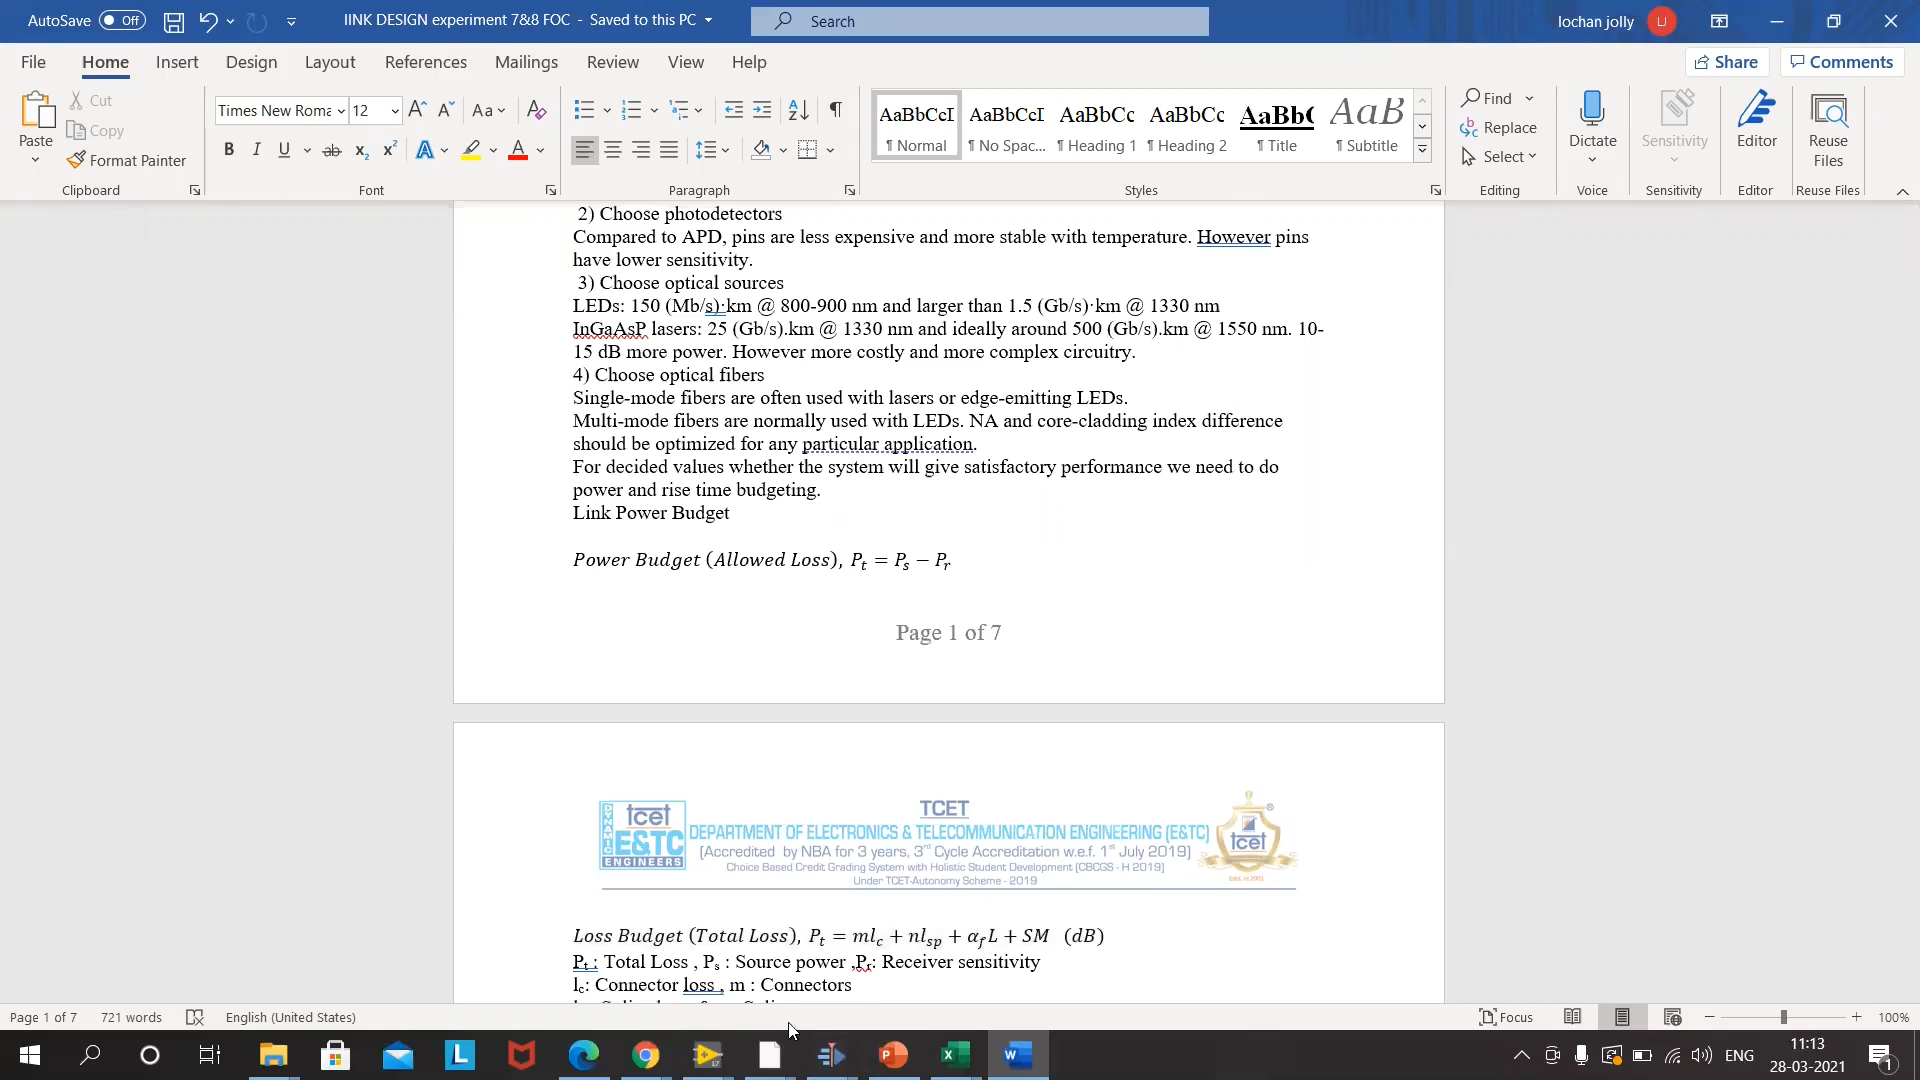 AutoSave Off IINK DESIGN experiment 7&8 FOC - Saved to this PC Search lochan jolly LJ
File Home Insert Design Layout References Mailings Review View Help Share Comments
Paste Cut Copy Format Painter Clipboard
Times New Roma 12 Aa Font
Paragraph
AaBbCcI AaBbCcI AaBbCc AaBbCc AaBb( AaB
¶ Normal ¶ No Spac... ¶ Heading 1 ¶ Heading 2 ¶ Title ¶ Subtitle
Styles
Find Replace Select Editing
Dictate Voice
Sensitivity Sensitivity
Editor Editor
Reuse Files Reuse Files
2) Choose photodetectors
Compared to APD, pins are less expensive and more stable with temperature. However pins
have lower sensitivity.
3) Choose optical sources
LEDs: 150 (Mb/s)·km @ 800-900 nm and larger than 1.5 (Gb/s)·km @ 1330 nm
InGaAsP lasers: 25 (Gb/s).km @ 1330 nm and ideally around 500 (Gb/s).km @ 1550 nm. 10-
15 dB more power. However more costly and more complex circuitry.
4) Choose optical fibers
Single-mode fibers are often used with lasers or edge-emitting LEDs.
Multi-mode fibers are normally used with LEDs. NA and core-cladding index difference
should be optimized for any particular application.
For decided values whether the system will give satisfactory performance we need to do
power and rise time budgeting.
Link Power Budget
Power Budget (Allowed Loss), Pₜ = Pₛ − Pᵣ
Page 1 of 7
DYNAMIC tcet E&TC ENGINEERS
TCET
DEPARTMENT OF ELECTRONICS & TELECOMMUNICATION ENGINEERING (E&TC)
(Accredited by NBA for 3 years, 3rd Cycle Accreditation w.e.f. 1st July 2019)
Choice Based Credit Grading System with Holistic Student Development (CBCGS - H 2019)
Under TCET-Autonomy Scheme - 2019
tcet
Loss Budget (Total Loss), Pₜ = ml_c + nl_sp + α_f L + SM (dB)
Pₜ : Total Loss , Pₛ : Source power ,Pᵣ: Receiver sensitivity
l_c: Connector loss , m : Connectors
Page 1 of 7 721 words English (United States) Focus 100%
ENG 11:13
28-03-2021 1